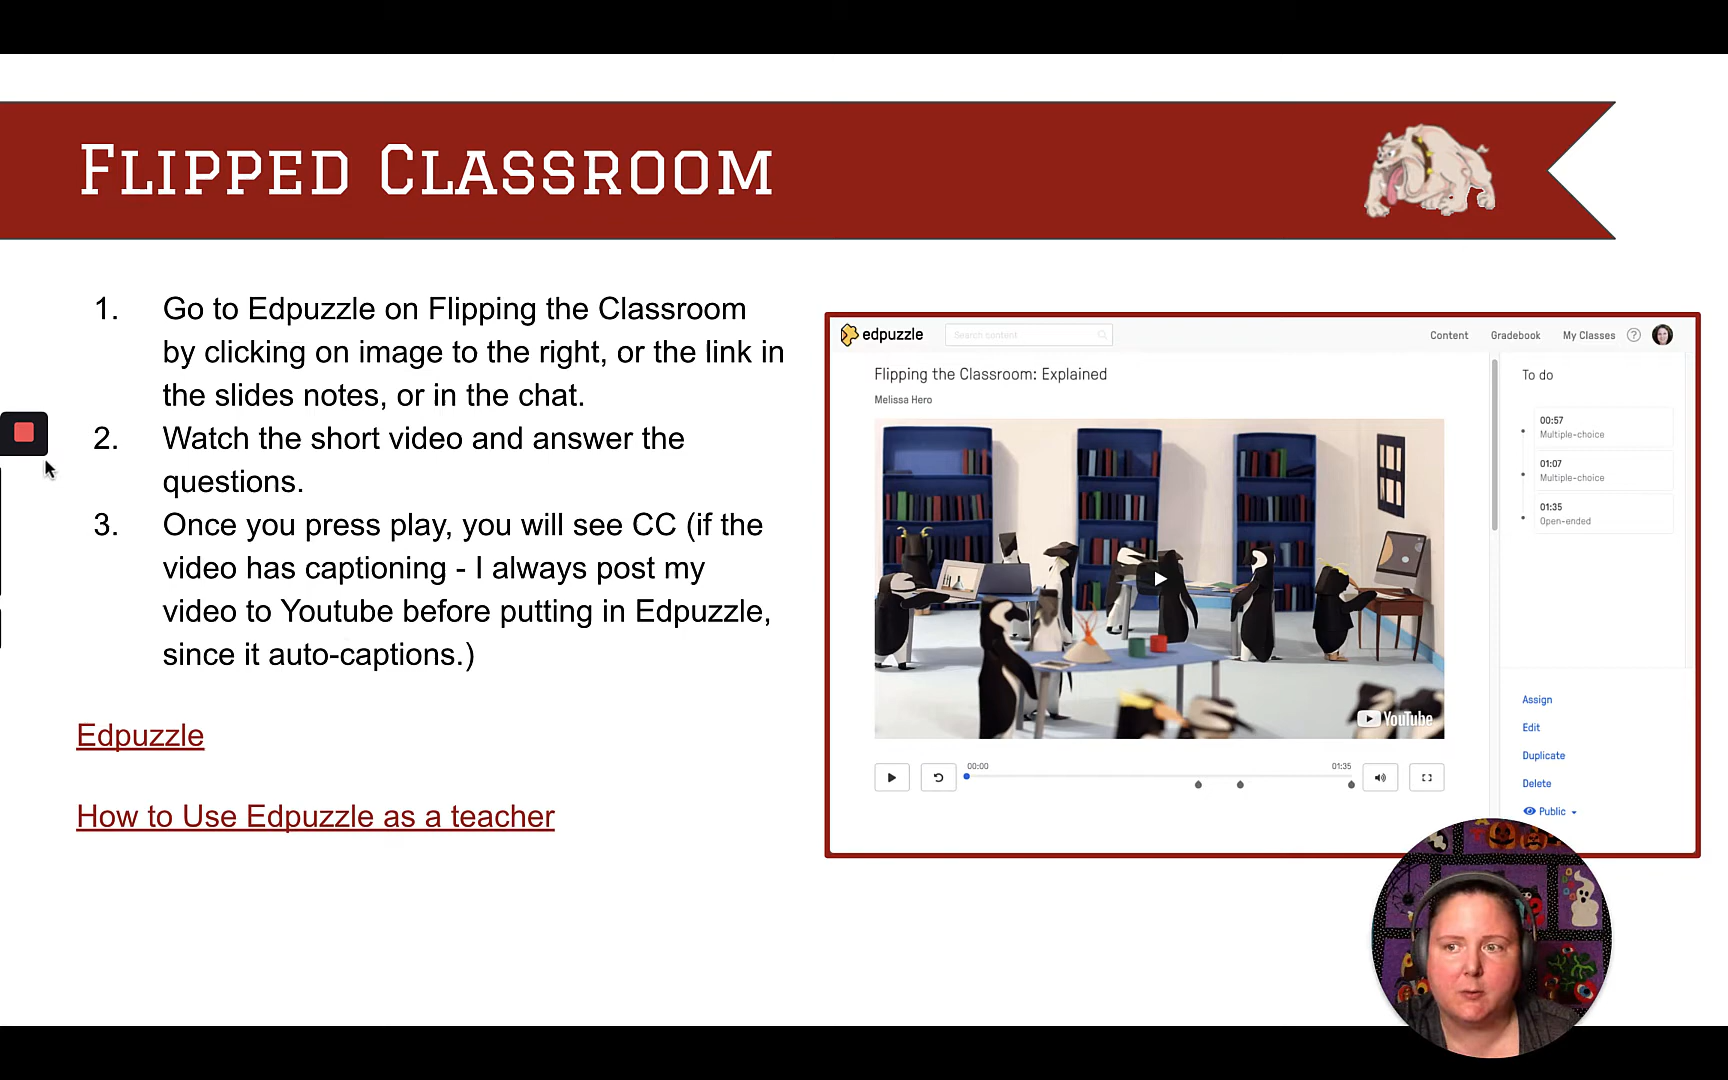 Flipped Classroom
1. Go to Edpuzzle on Flipping the Classroom
by clicking on image to the right, or the link in
the slides notes, or in the chat.
2. Watch the short video and answer the
questions.
3. Once you press play, you will see CC (if the
video has captioning - I always post my
video to Youtube before putting in Edpuzzle,
since it auto-captions.)
Edpuzzle
How to Use Edpuzzle as a teacher
edpuzzle
Search content
Content
Gradebook
My Classes
?
Flipping the Classroom: Explained
Melissa Hero
YouTube
00:00
01:35
To do
00:57
Multiple-choice
01:07
Multiple-choice
01:35
Open-ended
Assign
Edit
Duplicate
Delete
Public